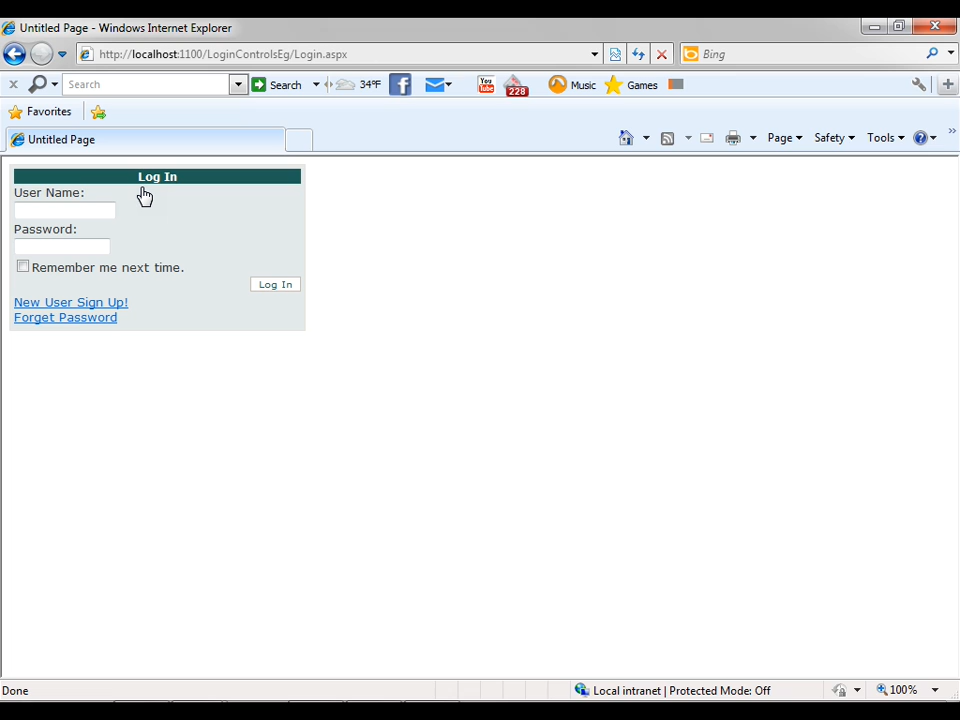 Untitled Page - Windows Internet Explorer
http://localhost:1100/LoginControlsEg/Login.aspx
Bing
Search
Search
34°F
You Tube
228
Music
Games
Favorites
Untitled Page
Page
Safety
Tools
Log In
User Name:
Password:
Remember me next time.
Log In
New User Sign Up!
Forget Password
Done
Local intranet | Protected Mode: Off
100%